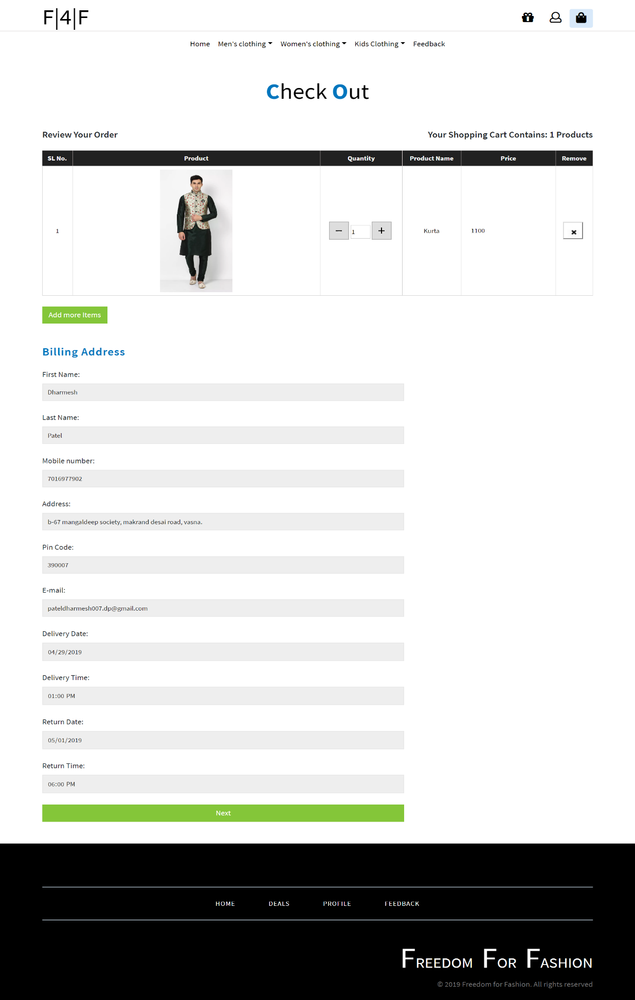 F|4|F
Home Men's clothing Women's clothing Kids Clothing Feedback
Check Out
Review Your Order Your Shopping Cart Contains: 1 Products
SL No. Product Quantity Product Name Price Remove
1 − 1 + Kurta 1100 ✖
Add more Items
Billing Address
First Name:
Dharmesh
Last Name:
Patel
Mobile number:
7016977902
Address:
b-67 mangaldeep society, makrand desai road, vasna.
Pin Code:
390007
E-mail:
pateldharmesh007.dp@gmail.com
Delivery Date:
04/29/2019
Delivery Time:
01:00 PM
Return Date:
05/01/2019
Return Time:
06:00 PM
Next
HOME DEALS PROFILE FEEDBACK
Freedom For Fashion
© 2019 Freedom for Fashion. All rights reserved